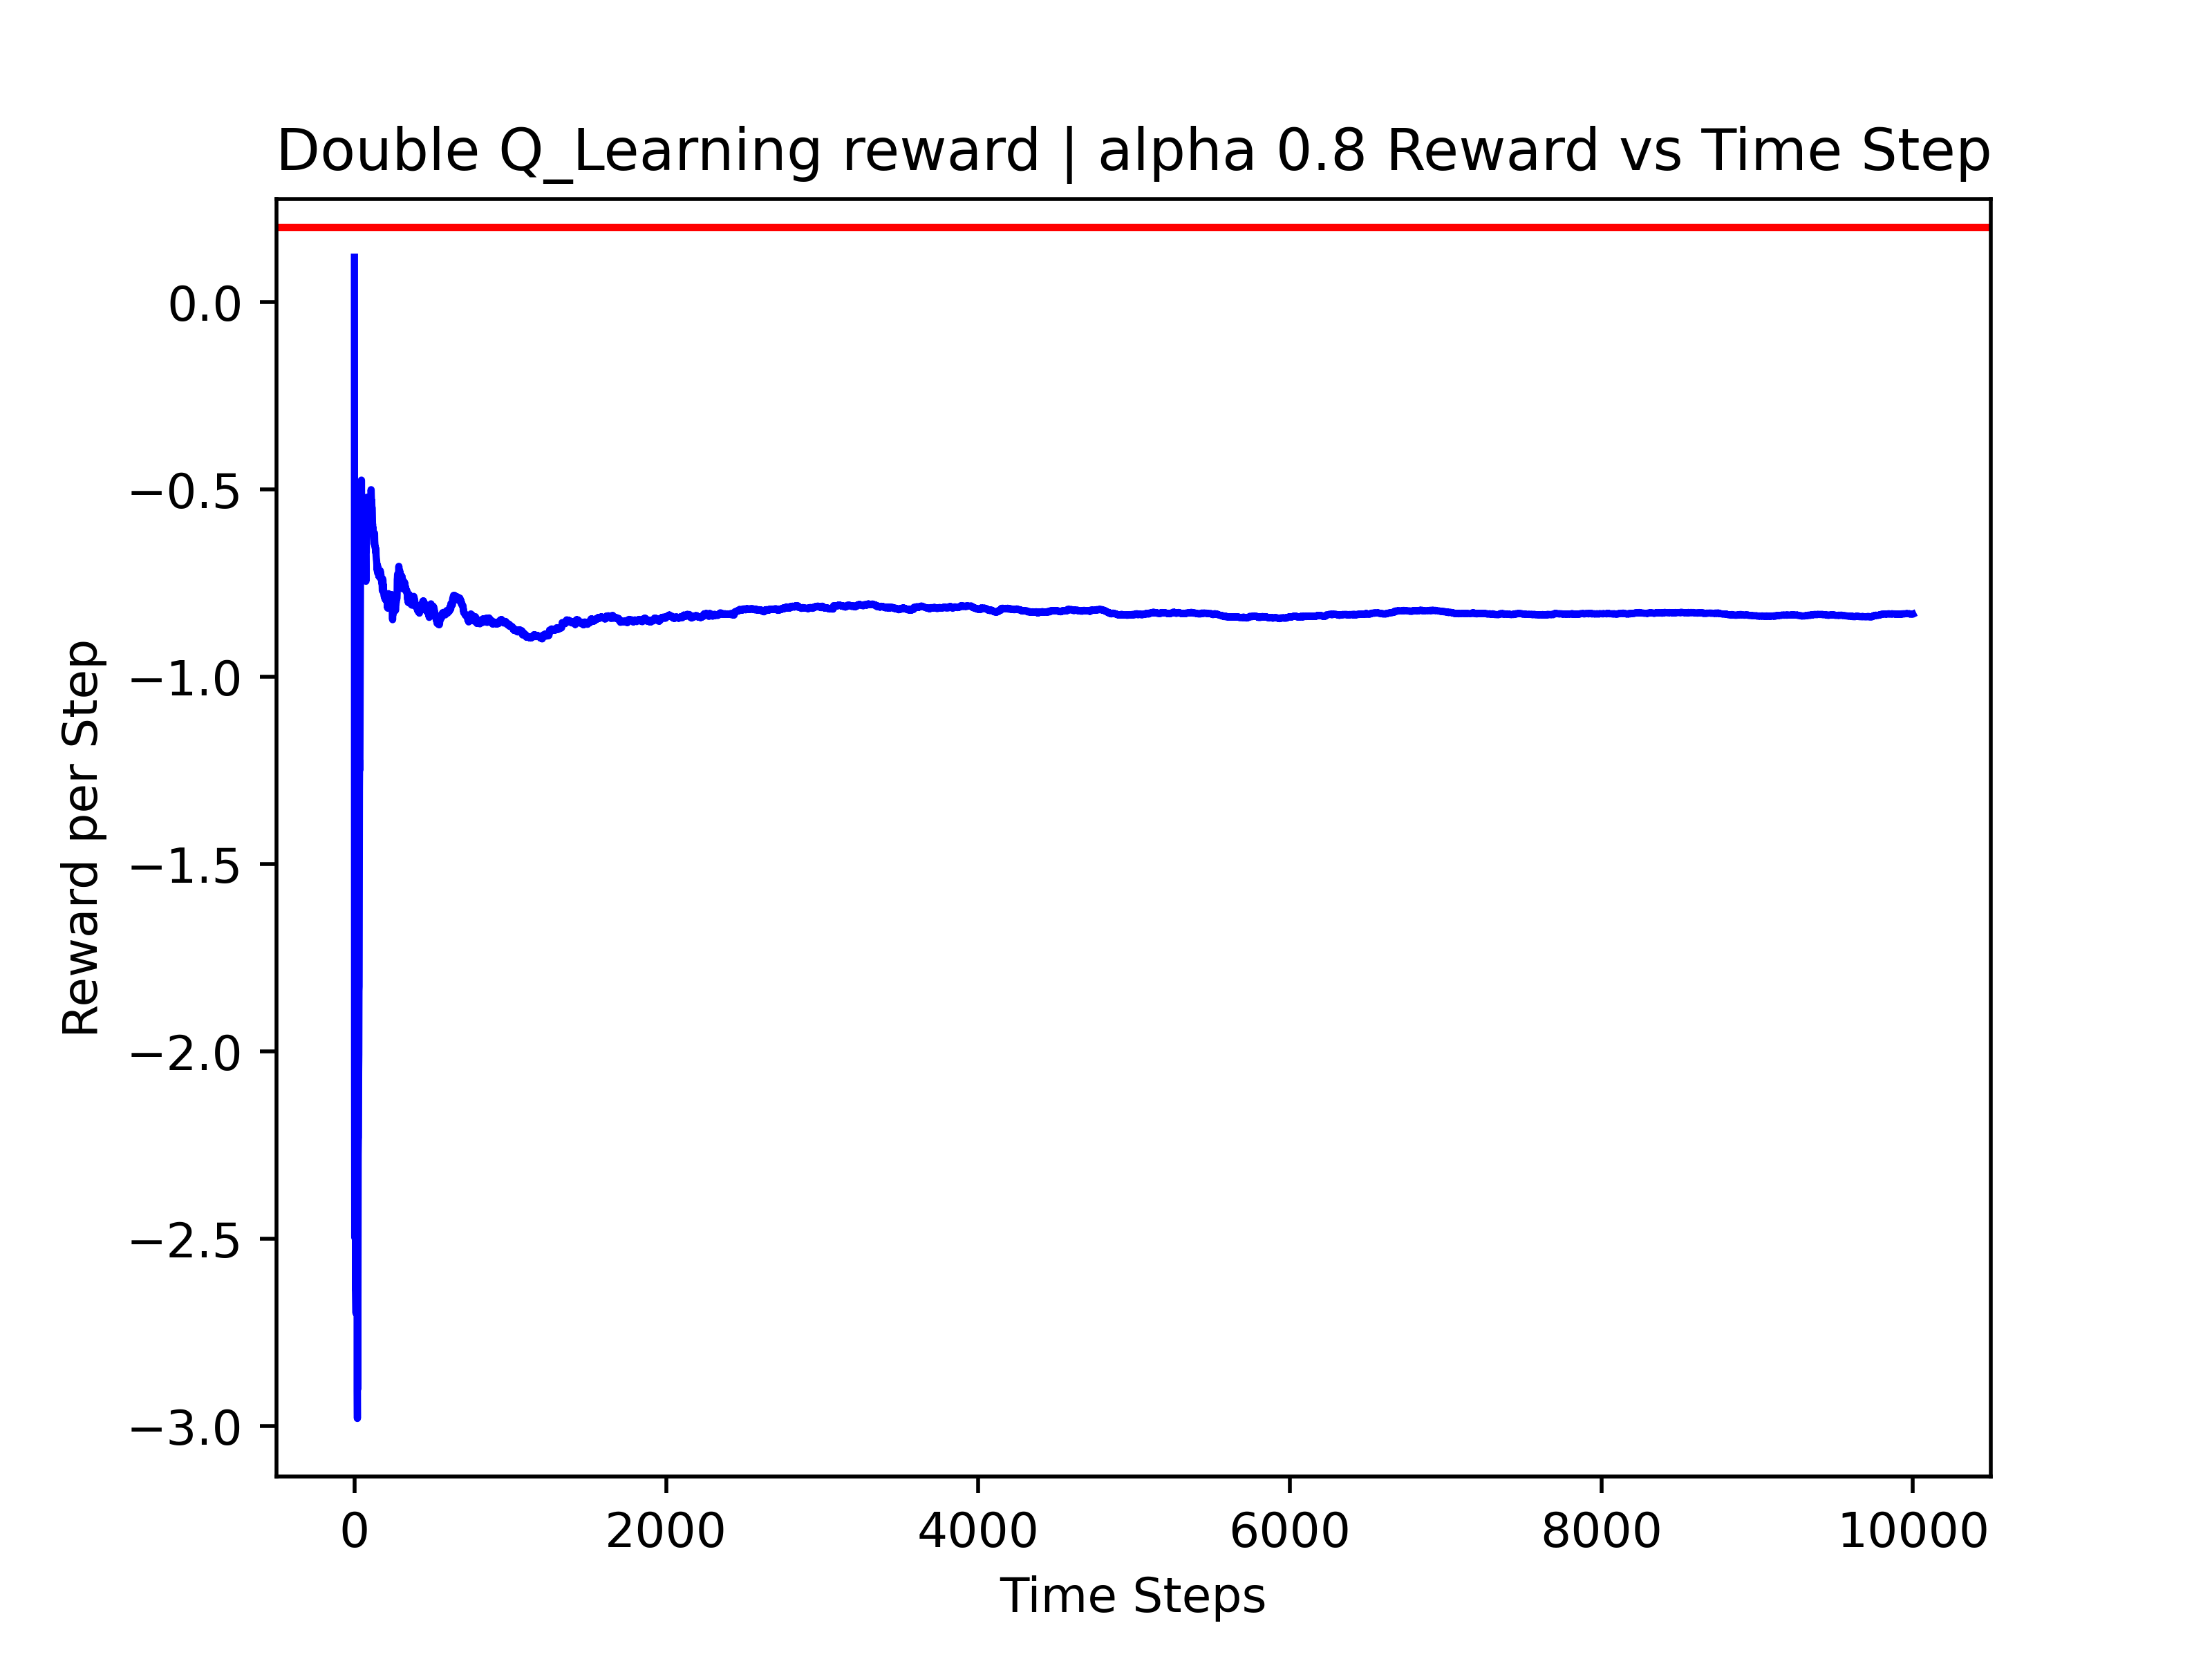 Double Q_Learning reward | alpha 0.8 Reward vs Time Step
0.0
−0.5
−1.0
−1.5
−2.0
−2.5
−3.0
Reward per Step
0 2000 4000 6000 8000 10000
Time Steps